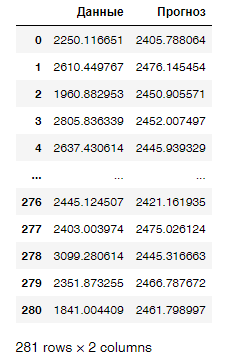 Данные Прогноз
0 2250.116651 2405.788064
1 2610.449767 2476.145454
2 1960.882953 2450.905571
3 2805.836339 2452.007497
4 2637.430614 2445.939329
... ... ...
276 2445.124507 2421.161935
277 2403.003974 2475.026124
278 3099.280614 2445.316663
279 2351.873255 2466.787672
280 1841.004409 2461.798997
281 rows × 2 columns